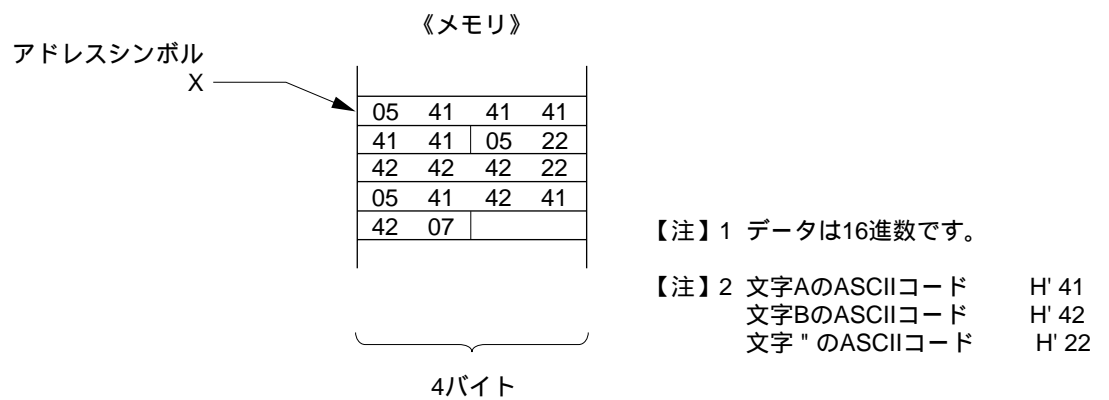 《メモリ》
アドレスシンボル
X
05 41 41 41
41 41 05 22
42 42 42 22
05 41 42 41
42 07
【注】1 データは16進数です。
【注】2 文字AのASCIIコード H' 41
文字BのASCIIコード H' 42
文字 " のASCIIコード H' 22
4バイト